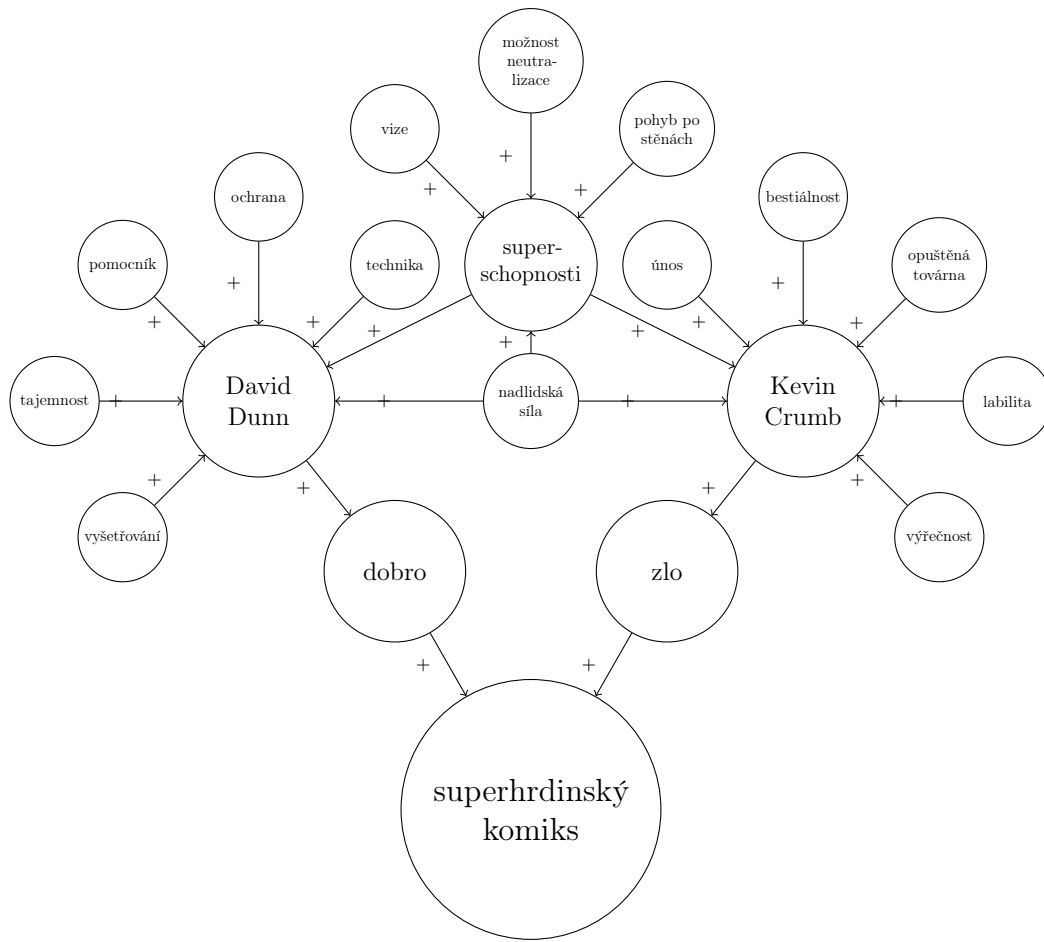 možnost
neutra-
lizace
vize
pohyb po
stěnách
+
+
+
ochrana
bestiálnost
pomocník
technika
super-
schopnosti
únos
opuštěná
továrna
+
+
+
+
+
+
+
+
+
+
tajemnost
+
David
Dunn
+
nadlidská
síla
+
Kevin
Crumb
+
labilita
+
+
+
+
vyšetřování
výřečnost
dobro
zlo
+
+
superhrdinský
komiks